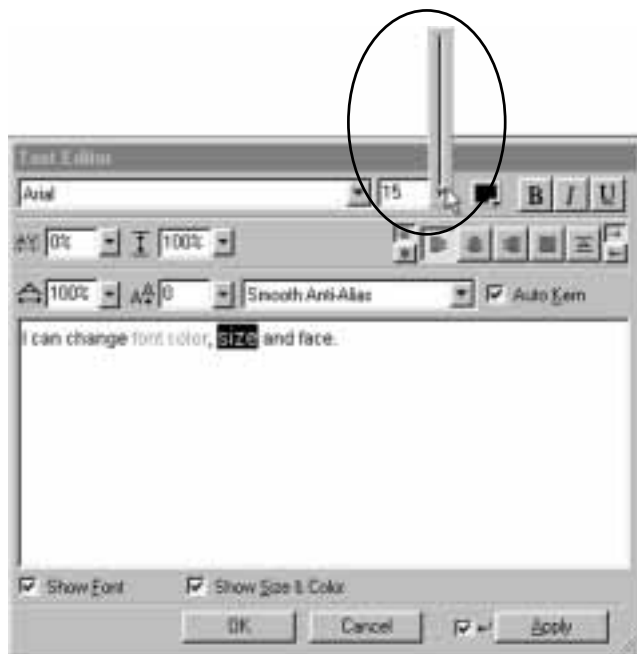 Text Editor
Arial 15 B I U
0% 100%
100% 0 Smooth Anti-Alias Auto Kern
I can change font color, size and face.
Show Font Show Size & Color
OK Cancel Apply